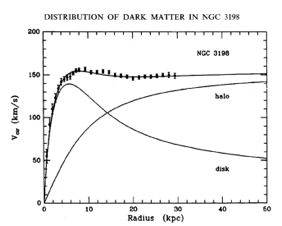 DISTRIBUTION OF DARK MATTER IN NGC 3198
200
NGC 3198
150
halo
V_cir (km/s)
100
50
disk
0
0 10 20 30 40 50 60
Radius (kpc)